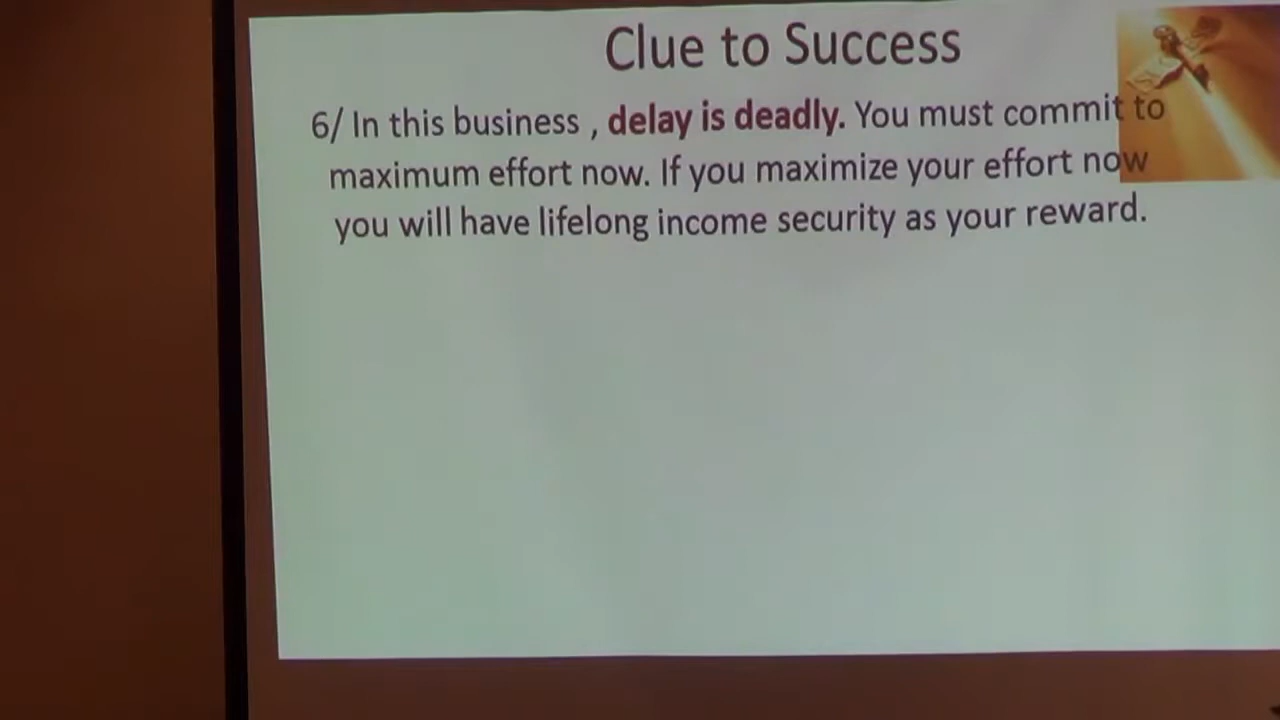 Clue to Success
6/ In this business , delay is deadly. You must commit to
maximum effort now. If you maximize your effort now
you will have lifelong income security as your reward.